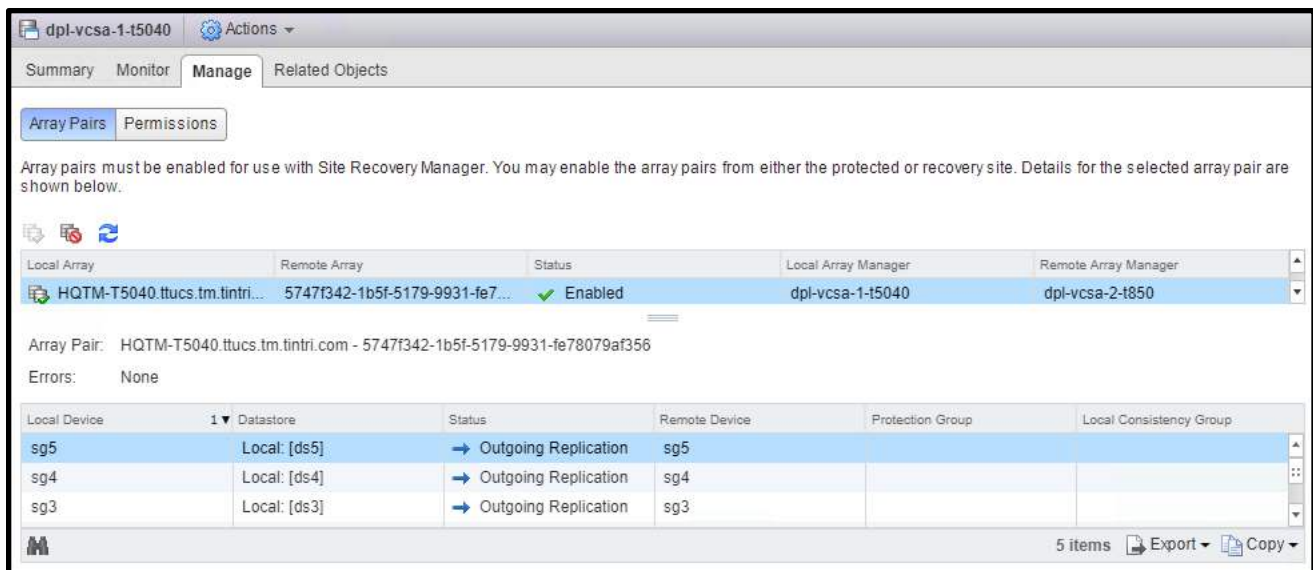 dpl-vcsa-1-t5040 Actions
Summary Monitor Manage Related Objects
Array Pairs Permissions
Array pairs must be enabled for use with Site Recovery Manager. You may enable the array pairs from either the protected or recovery site. Details for the selected array pair are
shown below.
Local Array Remote Array Status Local Array Manager Remote Array Manager
HQTM-T5040.ttucs.tm.tintri... 5747f342-1b5f-5179-9931-fe7... Enabled dpl-vcsa-1-t5040 dpl-vcsa-2-t850
Array Pair: HQTM-T5040.ttucs.tm.tintri.com - 5747f342-1b5f-5179-9931-fe78079af356
Errors: None
Local Device 1 ▼ Datastore Status Remote Device Protection Group Local Consistency Group
sg5 Local: [ds5] Outgoing Replication sg5
sg4 Local: [ds4] Outgoing Replication sg4
sg3 Local: [ds3] Outgoing Replication sg3
5 items Export Copy